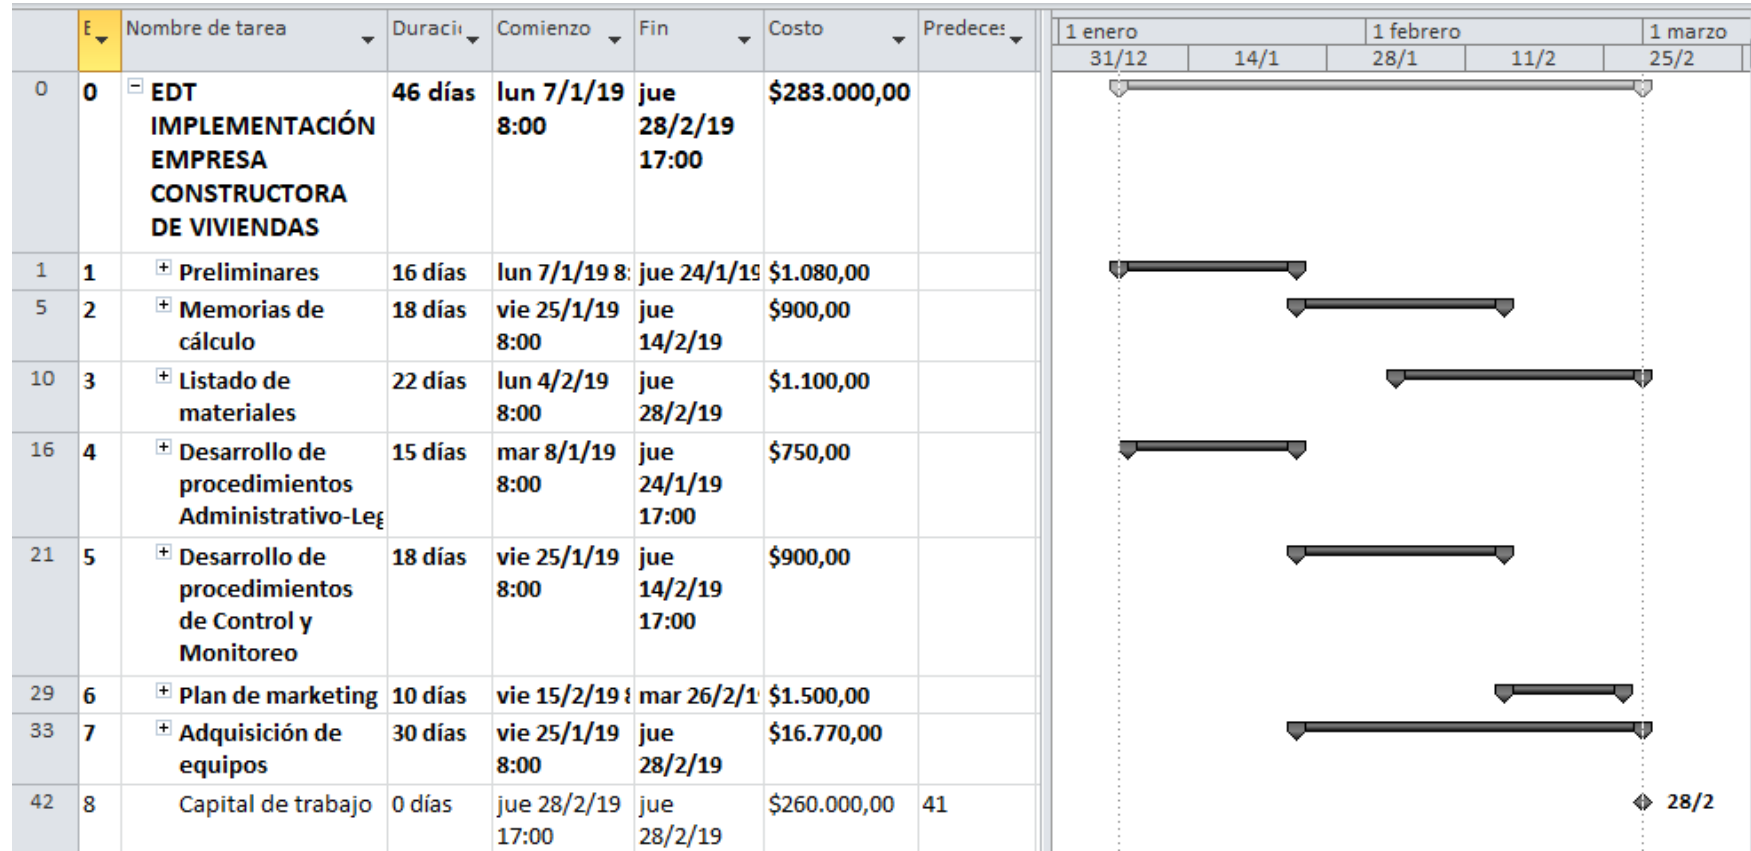 E Nombre de tarea Duració Comienzo Fin Costo Predeces
1 enero 1 febrero 1 marzo
31/12 14/1 28/1 11/2 25/2
0 0 EDT 46 días lun 7/1/19 jue $283.000,00
IMPLEMENTACIÓN 8:00 28/2/19
EMPRESA 17:00
CONSTRUCTORA
DE VIVIENDAS
1 1 Preliminares 16 días lun 7/1/19 8: jue 24/1/19 $1.080,00
5 2 Memorias de 18 días vie 25/1/19 jue $900,00
cálculo 8:00 14/2/19
10 3 Listado de 22 días lun 4/2/19 jue $1.100,00
materiales 8:00 28/2/19
16 4 Desarrollo de 15 días mar 8/1/19 jue $750,00
procedimientos 8:00 24/1/19
Administrativo-Leg 17:00
21 5 Desarrollo de 18 días vie 25/1/19 jue $900,00
procedimientos 8:00 14/2/19
de Control y 17:00
Monitoreo
29 6 Plan de marketing 10 días vie 15/2/19 8 mar 26/2/1 $1.500,00
33 7 Adquisición de 30 días vie 25/1/19 jue $16.770,00
equipos 8:00 28/2/19
42 8 Capital de trabajo 0 días jue 28/2/19 jue $260.000,00 41 28/2
17:00 28/2/19